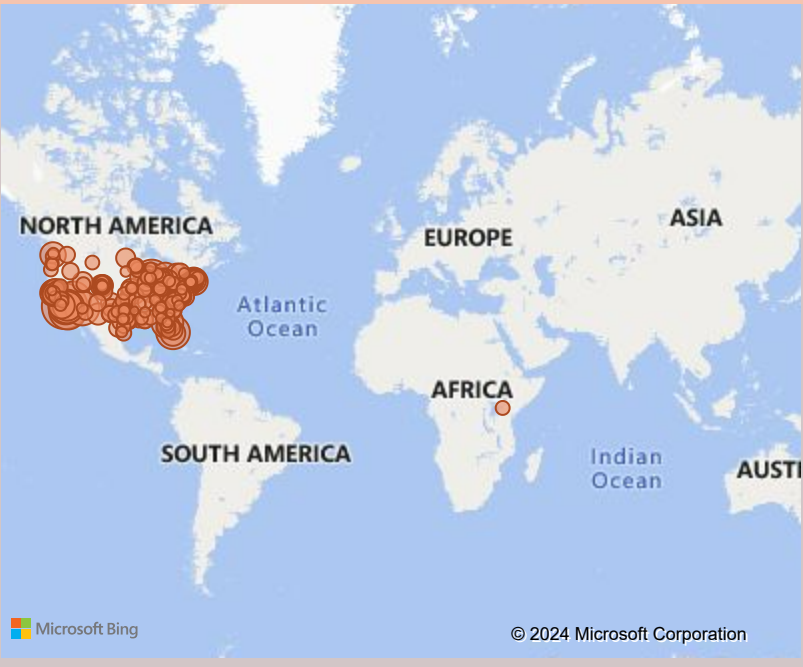 NORTH AMERICA
EUROPE
ASIA
Atlantic
Ocean
AFRICA
SOUTH AMERICA
Indian
Ocean
AUSTI
Microsoft Bing
© 2024 Microsoft Corporation